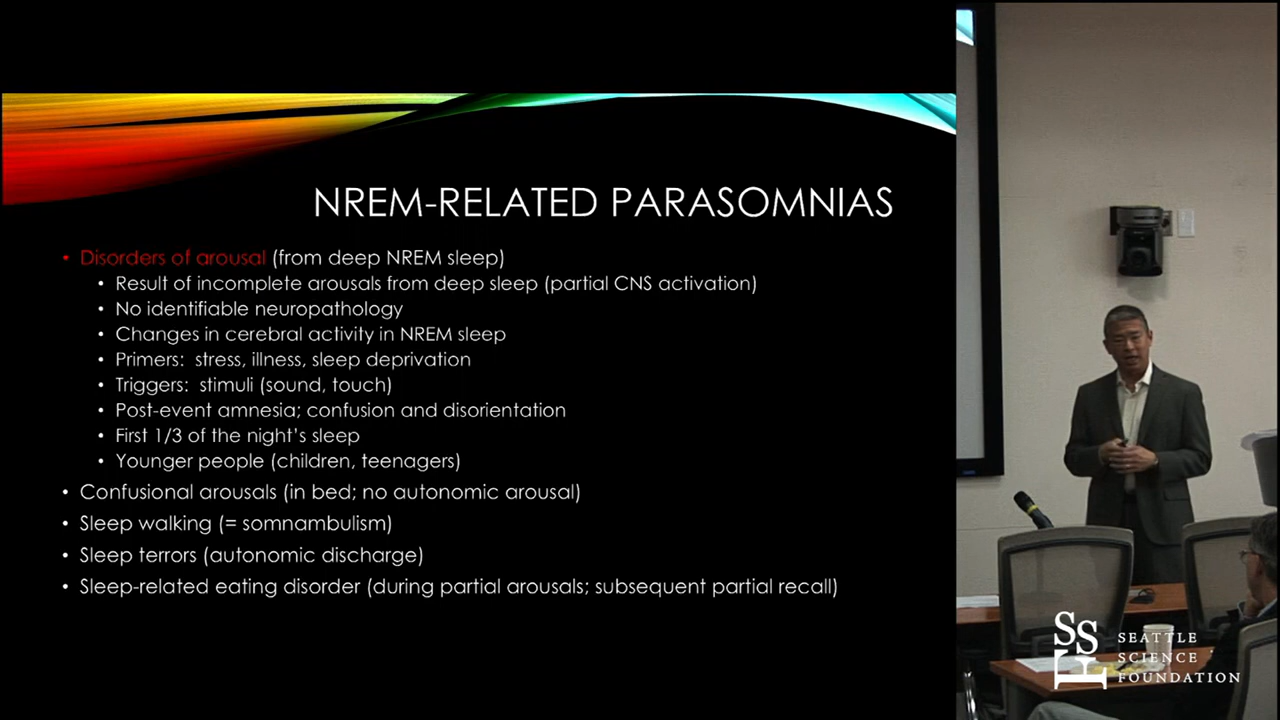 NREM-RELATED PARASOMNIAS
• Disorders of arousal (from deep NREM sleep)
• Result of incomplete arousals from deep sleep (partial CNS activation)
• No identifiable neuropathology
• Changes in cerebral activity in NREM sleep
• Primers: stress, illness, sleep deprivation
• Triggers: stimuli (sound, touch)
• Post-event amnesia; confusion and disorientation
• First 1/3 of the night's sleep
• Younger people (children, teenagers)
• Confusional arousals (in bed; no autonomic arousal)
• Sleep walking (= somnambulism)
• Sleep terrors (autonomic discharge)
• Sleep-related eating disorder (during partial arousals; subsequent partial recall)
SSF
SEATTLE
SCIENCE
FOUNDATION